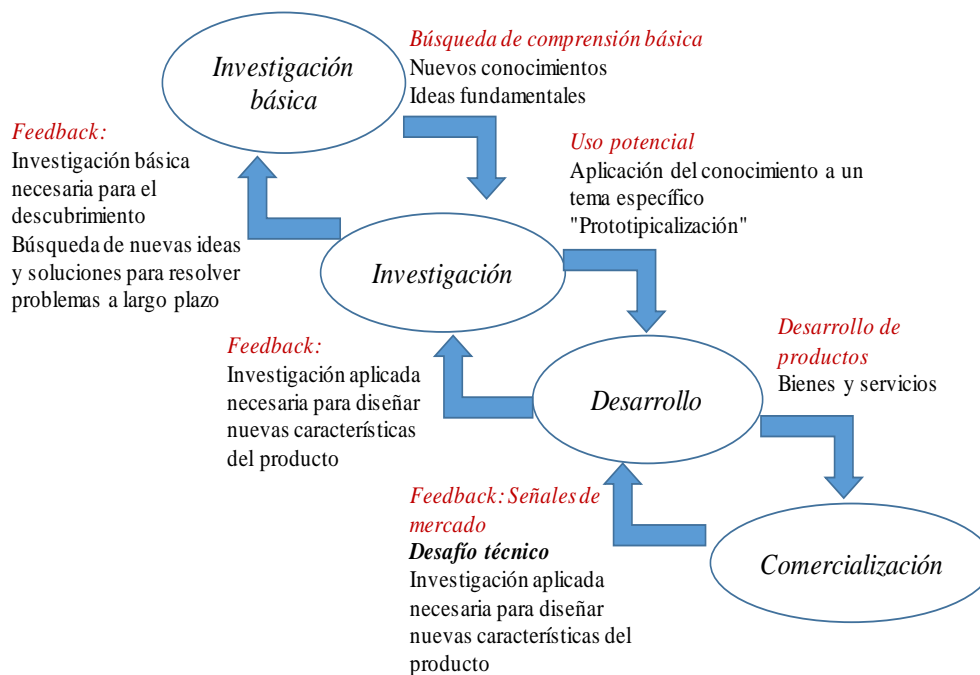 Investigación
básica
Búsqueda de comprensión básica
Nuevos conocimientos
Ideas fundamentales
Feedback:
Investigación básica
necesaria para el
descubrimiento
Búsqueda de nuevas ideas
y soluciones para resolver
problemas a largo plazo
Uso potencial
Aplicación del conocimiento a un
tema específico
"Prototipicalización"
Investigación
Feedback:
Investigación aplicada
necesaria para diseñar
nuevas características
del producto
Desarrollo
Desarrollo de
productos
Bienes y servicios
Feedback: Señales de
mercado
Desafío técnico
Investigación aplicada
necesaria para diseñar
nuevas características del
producto
Comercialización